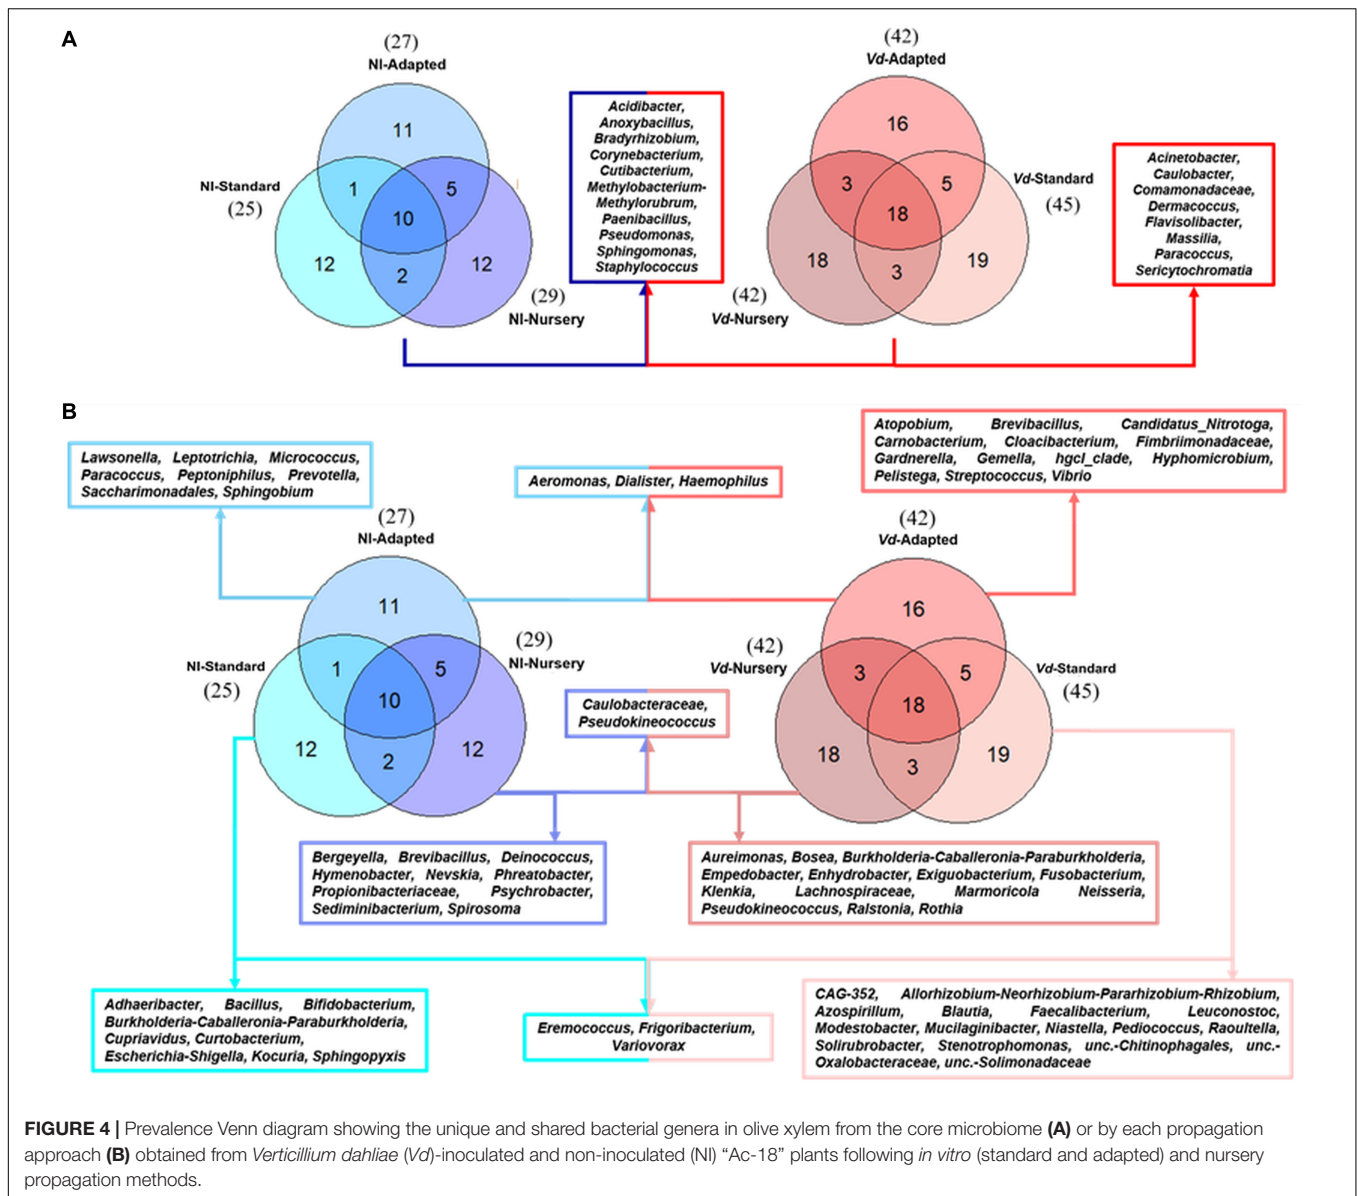 A
(27)
NI-Adapted
11
NI-Standard
(25)
1
5
10
12
2
12
(29)
NI-Nursery
Acidibacter,
Anoxybacillus,
Bradyrhizobium,
Corynebacterium,
Cutibacterium,
Methylobacterium-
Methylorubrum,
Paenibacillus,
Pseudomonas,
Sphingomonas,
Staphylococcus
(42)
Vd-Adapted
16
3
5
18
18
3
19
Vd-Standard
(45)
(42)
Vd-Nursery
Acinetobacter,
Caulobacter,
Comamonadaceae,
Dermacoccus,
Flavisolibacter,
Massilia,
Paracoccus,
Sericytochromatia
B
Lawsonella, Leptotrichia, Micrococcus,
Paracoccus, Peptoniphilus, Prevotella,
Saccharimonadales, Sphingobium
Aeromonas, Dialister, Haemophilus
Atopobium, Brevibacillus, Candidatus_Nitrotoga,
Carnobacterium, Cloacibacterium, Fimbriimonadaceae,
Gardnerella, Gemella, hgcl_clade, Hyphomicrobium,
Pelistega, Streptococcus, Vibrio
(27)
NI-Adapted
11
NI-Standard
(25)
1
5
10
12
2
12
(29)
NI-Nursery
Caulobacteraceae,
Pseudokineococcus
(42)
Vd-Adapted
16
(42)
Vd-Nursery
3
5
18
18
3
19
Vd-Standard
(45)
Bergeyella, Brevibacillus, Deinococcus,
Hymenobacter, Nevskia, Phreatobacter,
Propionibacteriaceae, Psychrobacter,
Sediminibacterium, Spirosoma
Aureimonas, Bosea, Burkholderia-Caballeronia-Paraburkholderia,
Empedobacter, Enhydrobacter, Exiguobacterium, Fusobacterium,
Klenkia, Lachnospiraceae, Marmoricola Neisseria,
Pseudokineococcus, Ralstonia, Rothia
Adhaeribacter, Bacillus, Bifidobacterium,
Burkholderia-Caballeronia-Paraburkholderia,
Cupriavidus, Curtobacterium,
Escherichia-Shigella, Kocuria, Sphingopyxis
Eremococcus, Frigoribacterium,
Variovorax
CAG-352, Allorhizobium-Neorhizobium-Pararhizobium-Rhizobium,
Azospirillum, Blautia, Faecalibacterium, Leuconostoc,
Modestobacter, Mucilaginibacter, Niastella, Pediococcus, Raoultella,
Solirubrobacter, Stenotrophomonas, unc.-Chitinophagales, unc.-
Oxalobacteraceae, unc.-Solimonadaceae
FIGURE 4 | Prevalence Venn diagram showing the unique and shared bacterial genera in olive xylem from the core microbiome (A) or by each propagation
approach (B) obtained from Verticillium dahliae (Vd)-inoculated and non-inoculated (NI) “Ac-18” plants following in vitro (standard and adapted) and nursery
propagation methods.